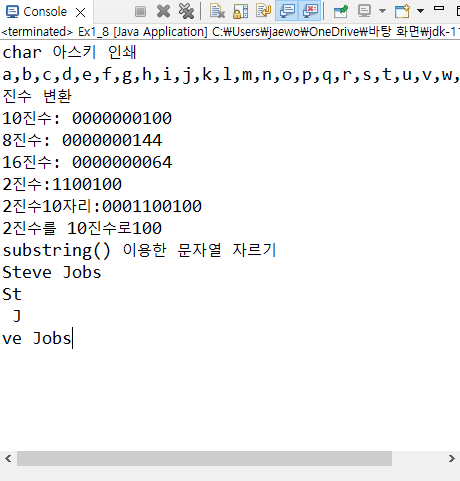 Console
<terminated> Ex1_8 [Java Application] C:₩Users₩jaewo₩OneDrive₩바탕 화면₩jdk-11
char 아스키 인쇄
a,b,c,d,e,f,g,h,i,j,k,l,m,n,o,p,q,r,s,t,u,v,w,
진수 변환
10진수: 0000000100
8진수: 0000000144
16진수: 0000000064
2진수:1100100
2진수10자리:0001100100
2진수를 10진수로100
substring() 이용한 문자열 자르기
Steve Jobs
St
 J
ve Jobs